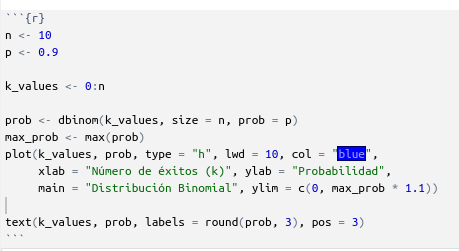 ```{r}
n <- 10
p <- 0.9
k_values <- 0:n
prob <- dbinom(k_values, size = n, prob = p)
max_prob <- max(prob)
plot(k_values, prob, type = "h", lwd = 10, col = "blue",
     xlab = "Número de éxitos (k)", ylab = "Probabilidad",
     main = "Distribución Binomial", ylim = c(0, max_prob * 1.1))
text(k_values, prob, labels = round(prob, 3), pos = 3)
```